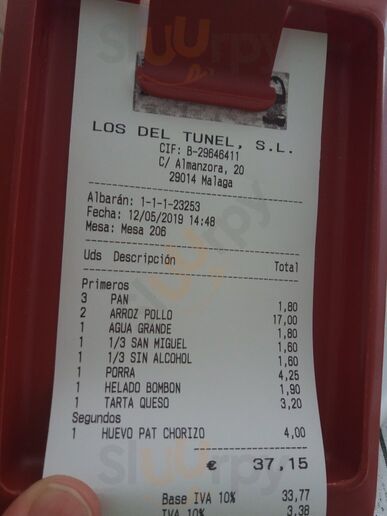 LOS DEL TUNEL, S.L.
CIF: B-29646411
C/ Almanzora, 20
29014 Malaga
Albarán: 1-1-1-23253
Fecha: 12/05/2019 14:48
Mesa: Mesa 206
Uds Descripción Total
Primeros
3 PAN 1,80
2 ARROZ POLLO 17,00
1 AGUA GRANDE 1,80
1 1/3 SAN MIGUEL 1,60
1 1/3 SIN ALCOHOL 1,60
1 PORRA 4,25
1 HELADO BOMBON 1,90
1 TARTA QUESO 3,20
Segundos
1 HUEVO PAT CHORIZO 4,00
€ 37,15
Base IVA 10% 33,77
IVA 10% 3,38
Slurpy
Slurpy
Slurpy